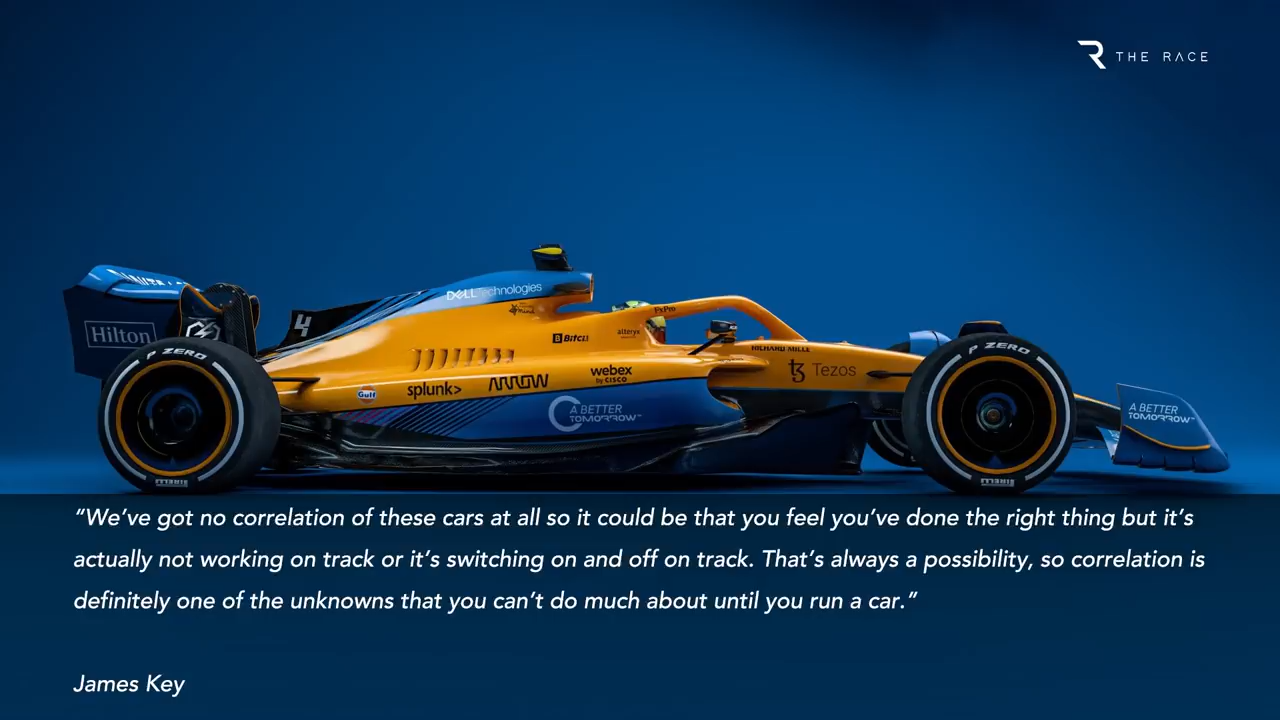 THE RACE
DELL Technologies
Hilton
4
FxPro
BITCI
alteryx
RICHARD MILLE
Tezos
webex
by CISCO
splunk>
ARROW
Gulf
A BETTER
TOMORROW
A BETTER
TOMORROW
P ZERO
P ZERO
PIRELLI
PIRELLI
“We’ve got no correlation of these cars at all so it could be that you feel you’ve done the right thing but it’s
actually not working on track or it’s switching on and off on track. That’s always a possibility, so correlation is
definitely one of the unknowns that you can’t do much about until you run a car.”
James Key